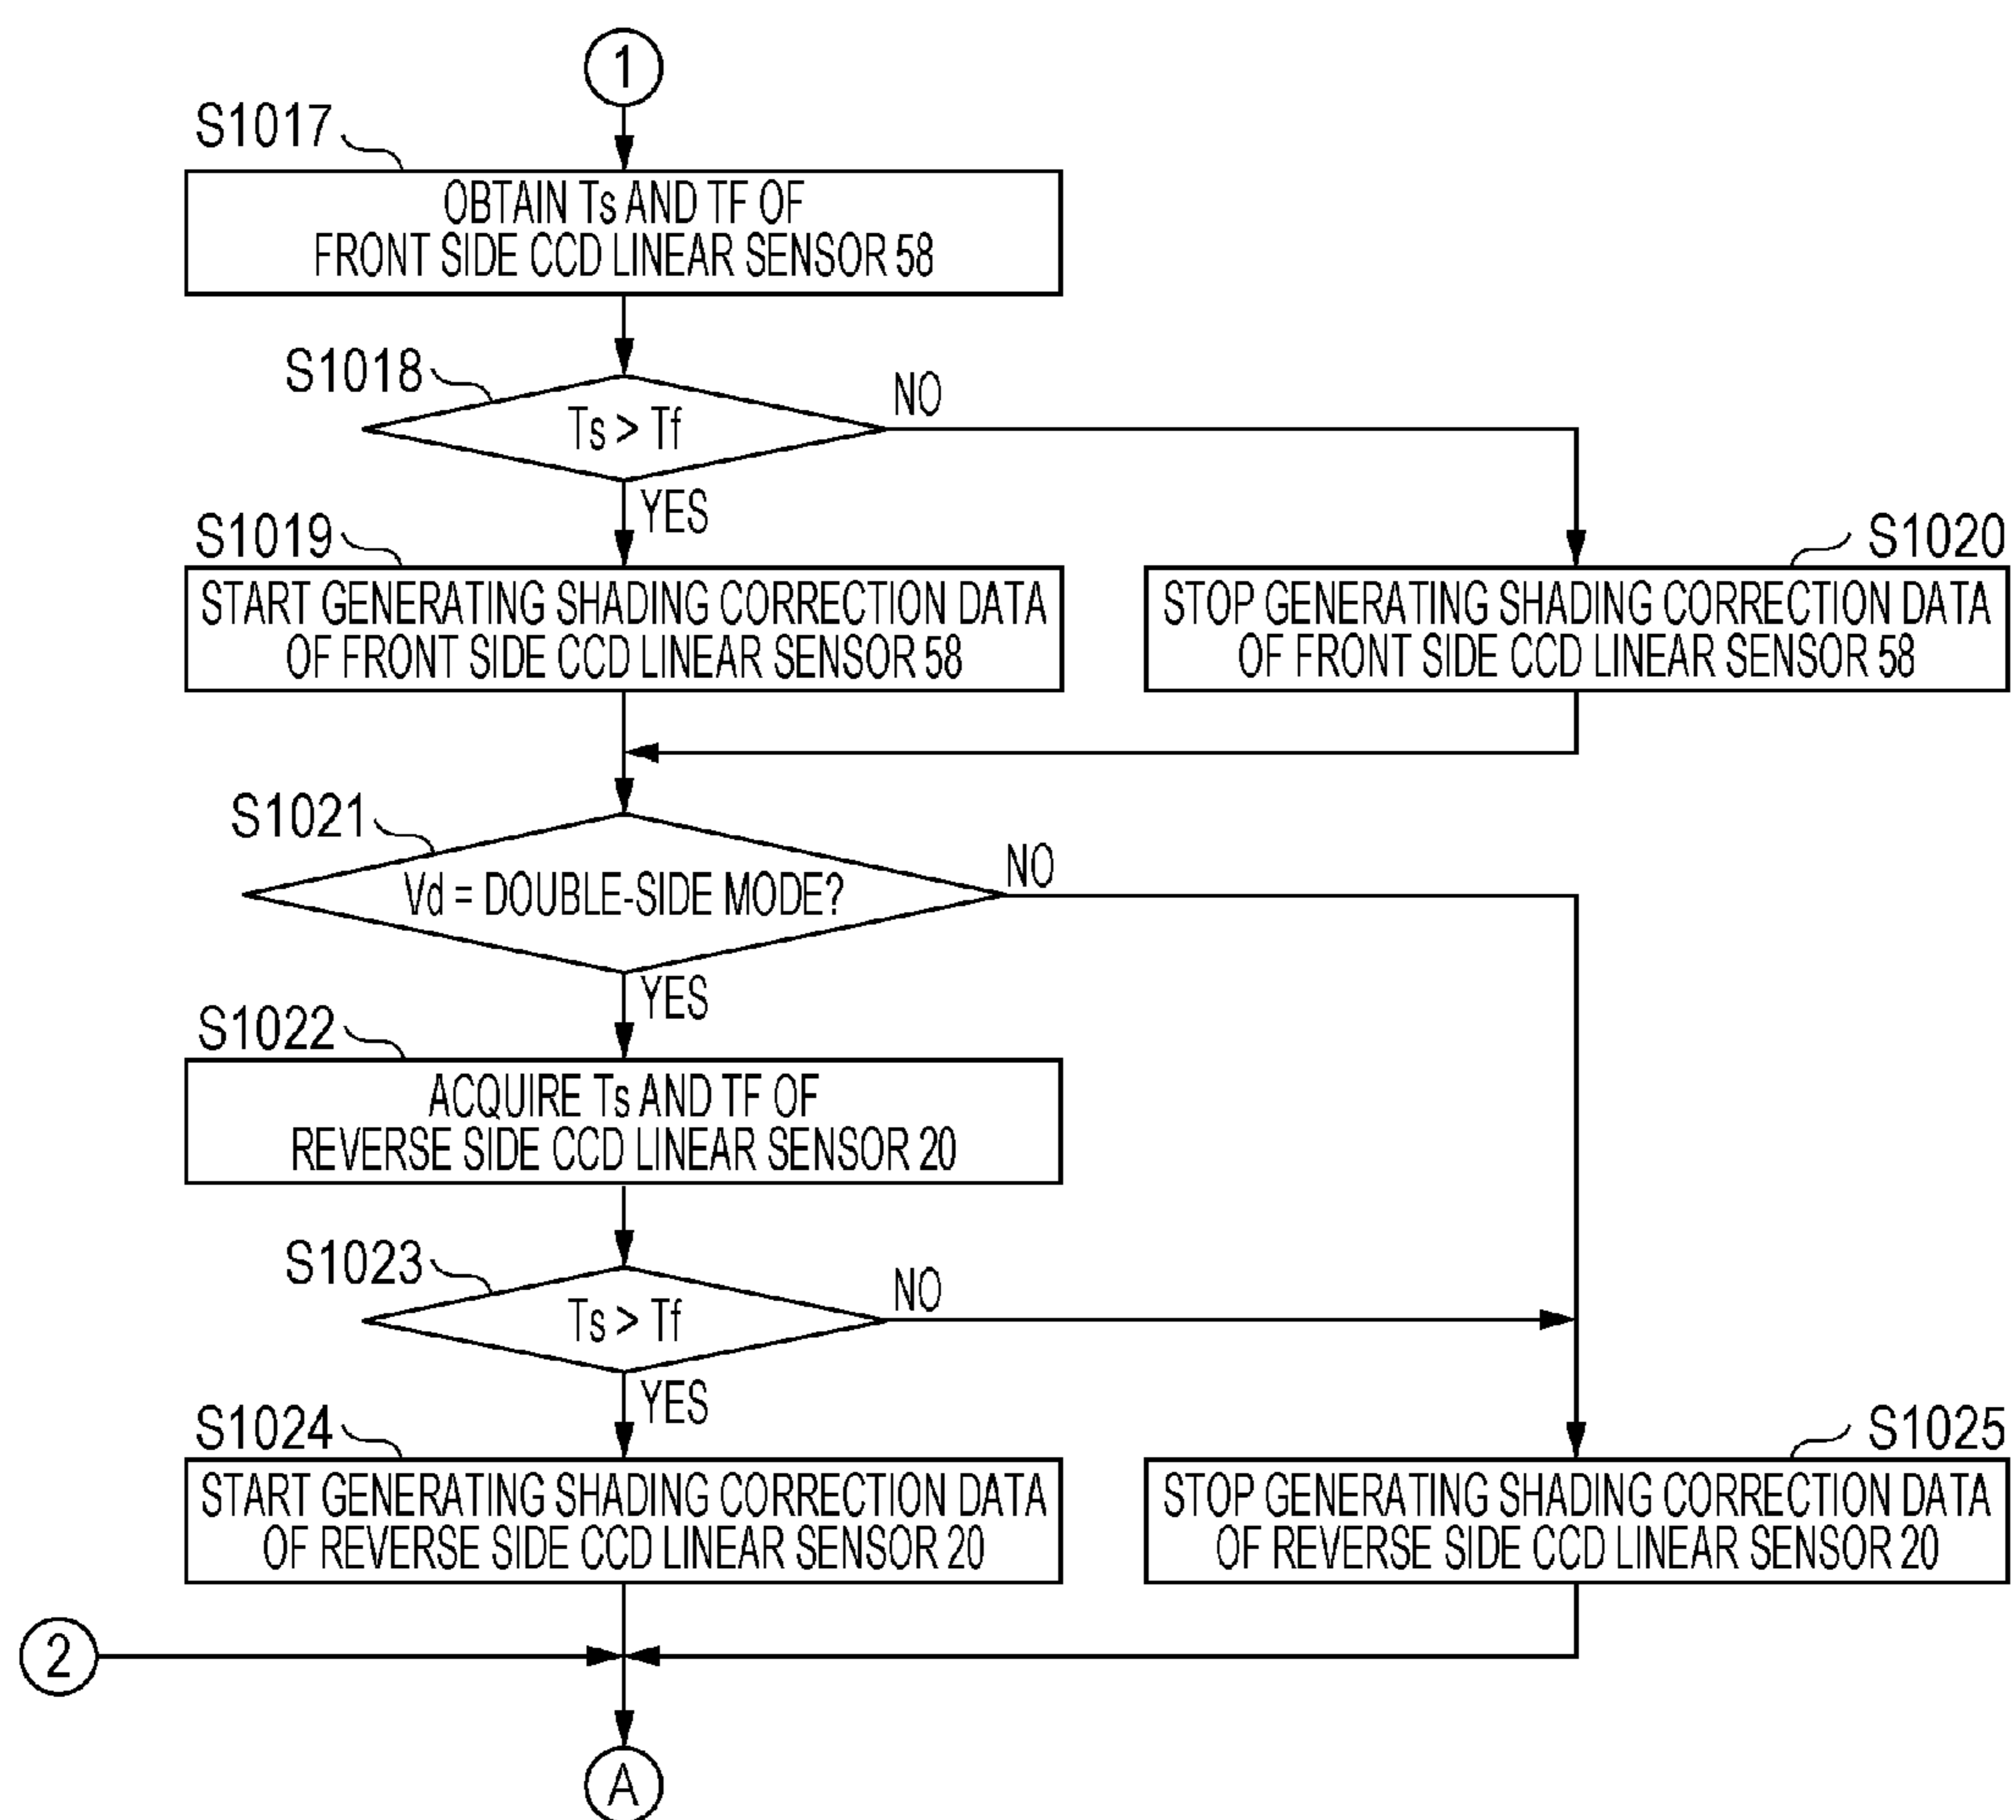 1
S1017
OBTAIN Ts AND TF OF
FRONT SIDE CCD LINEAR SENSOR 58
S1018
Ts > Tf
NO
YES
S1019
START GENERATING SHADING CORRECTION DATA
OF FRONT SIDE CCD LINEAR SENSOR 58
S1020
STOP GENERATING SHADING CORRECTION DATA
OF FRONT SIDE CCD LINEAR SENSOR 58
S1021
Vd = DOUBLE-SIDE MODE?
NO
YES
S1022
ACQUIRE Ts AND TF OF
REVERSE SIDE CCD LINEAR SENSOR 20
S1023
Ts > Tf
NO
YES
S1024
START GENERATING SHADING CORRECTION DATA
OF REVERSE SIDE CCD LINEAR SENSOR 20
S1025
STOP GENERATING SHADING CORRECTION DATA
OF REVERSE SIDE CCD LINEAR SENSOR 20
2
A